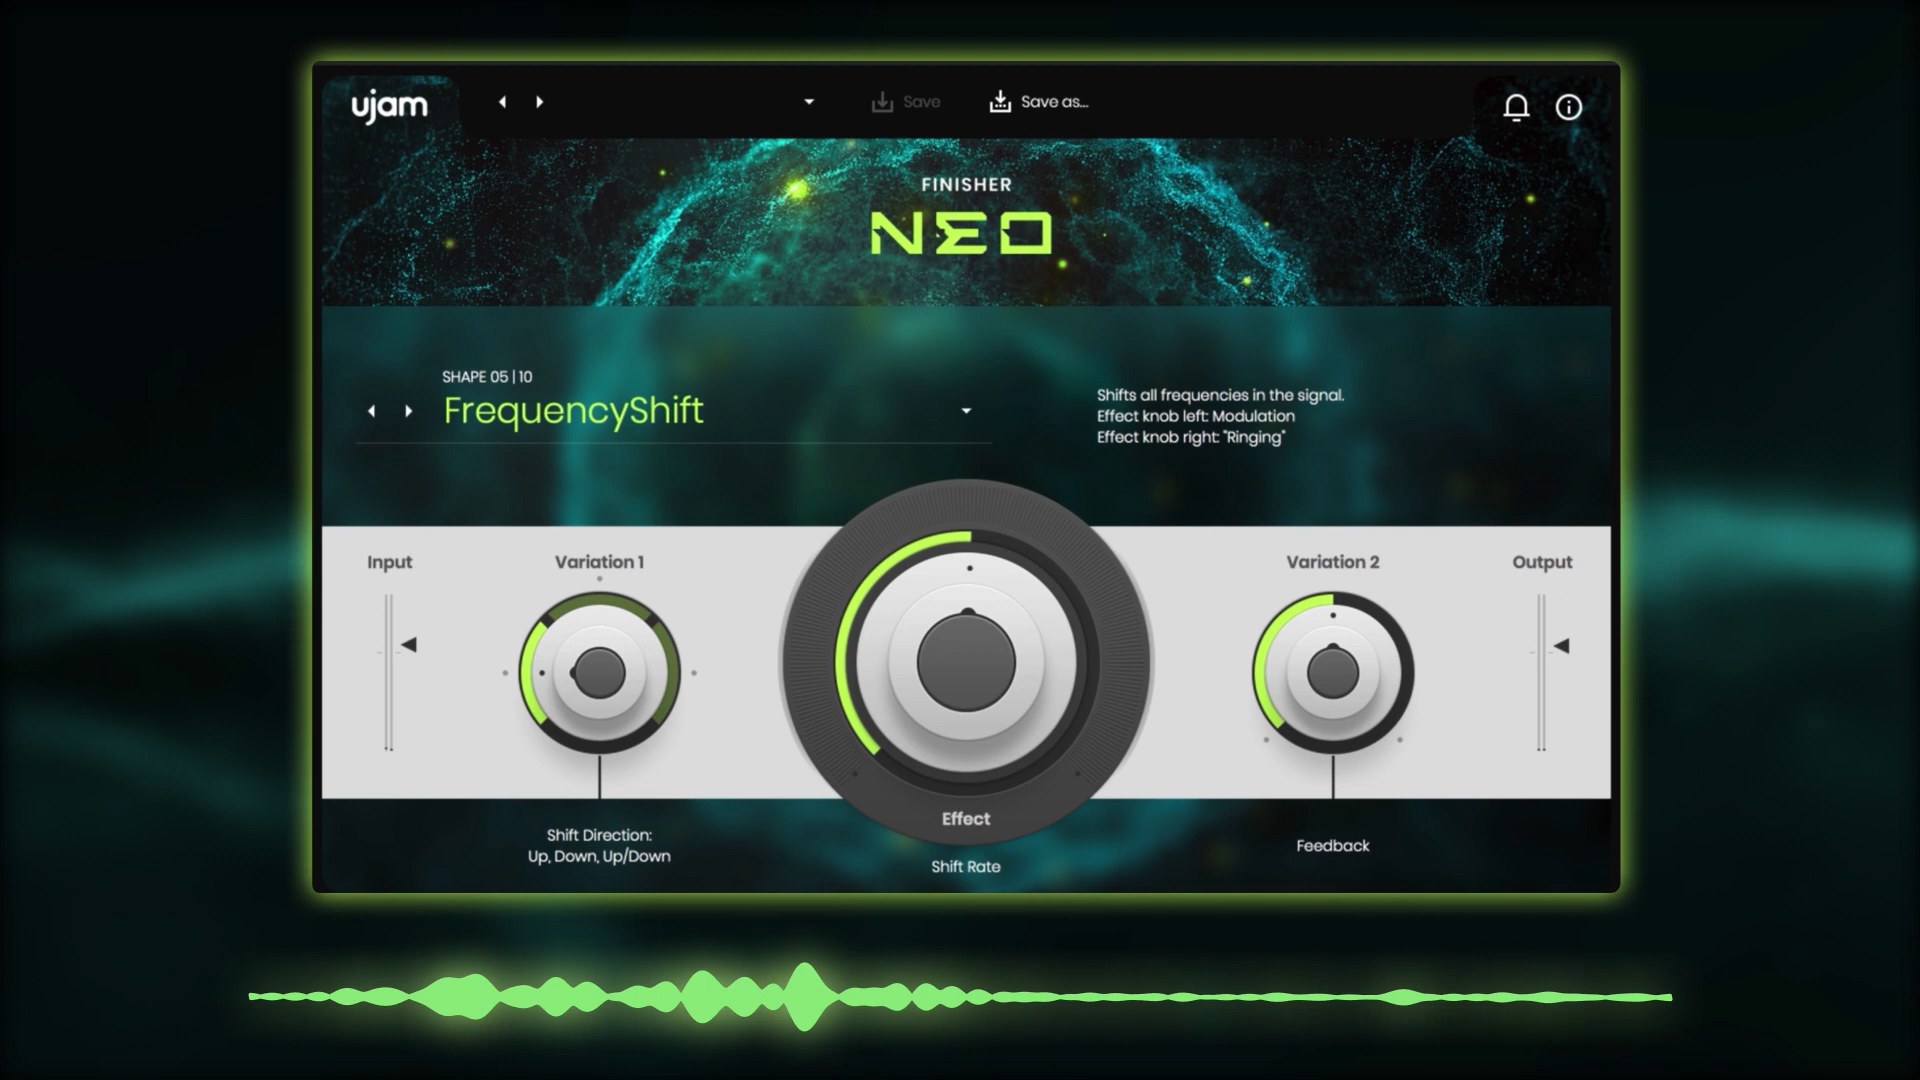 ujam
Save
Save as...
FINISHER
NEO
SHAPE 05 | 10
FrequencyShift
Shifts all frequencies in the signal.
Effect knob left: Modulation
Effect knob right: "Ringing"
Input
Variation 1
Variation 2
Output
Effect
Shift Direction:
Up, Down, Up/Down
Shift Rate
Feedback